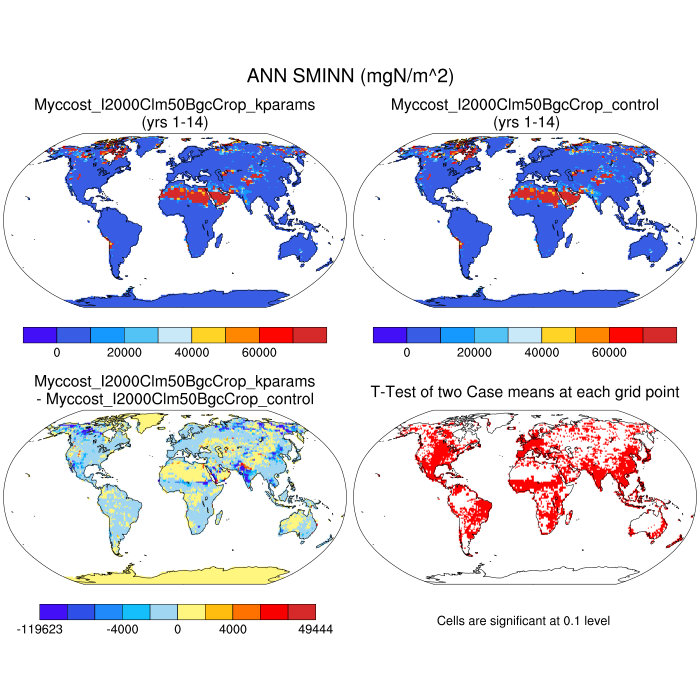 ANN SMINN (mgN/m^2)
Myccost_I2000Clm50BgcCrop_kparams
(yrs 1-14)
Myccost_I2000Clm50BgcCrop_control
(yrs 1-14)
0 20000 40000 60000
0 20000 40000 60000
Myccost_I2000Clm50BgcCrop_kparams
- Myccost_I2000Clm50BgcCrop_control
T-Test of two Case means at each grid point
-119623 -4000 0 4000 49444
Cells are significant at 0.1 level